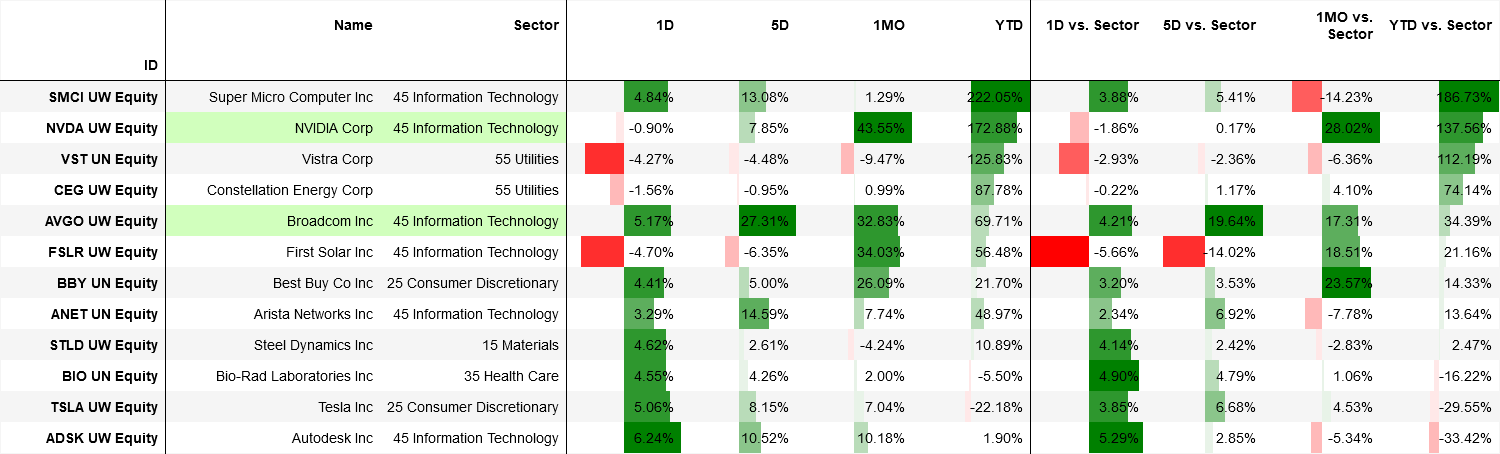 Name Sector 1D 5D 1MO YTD 1D vs. Sector 5D vs. Sector 1MO vs. Sector YTD vs. Sector
ID
SMCI UW Equity Super Micro Computer Inc 45 Information Technology 4.84% 13.08% 1.29% 222.05% 3.88% 5.41% -14.23% 186.73%
NVDA UW Equity NVIDIA Corp 45 Information Technology -0.90% 7.85% 43.55% 172.88% -1.86% 0.17% 28.02% 137.56%
VST UN Equity Vistra Corp 55 Utilities -4.27% -4.48% -9.47% 125.83% -2.93% -2.36% -6.36% 112.19%
CEG UW Equity Constellation Energy Corp 55 Utilities -1.56% -0.95% 0.99% 87.78% -0.22% 1.17% 4.10% 74.14%
AVGO UW Equity Broadcom Inc 45 Information Technology 5.17% 27.31% 32.83% 69.71% 4.21% 19.64% 17.31% 34.39%
FSLR UW Equity First Solar Inc 45 Information Technology -4.70% -6.35% 34.03% 56.48% -5.66% -14.02% 18.51% 21.16%
BBY UN Equity Best Buy Co Inc 25 Consumer Discretionary 4.41% 5.00% 26.09% 21.70% 3.20% 3.53% 23.57% 14.33%
ANET UN Equity Arista Networks Inc 45 Information Technology 3.29% 14.59% 7.74% 48.97% 2.34% 6.92% -7.78% 13.64%
STLD UW Equity Steel Dynamics Inc 15 Materials 4.62% 2.61% -4.24% 10.89% 4.14% 2.42% -2.83% 2.47%
BIO UN Equity Bio-Rad Laboratories Inc 35 Health Care 4.55% 4.26% 2.00% -5.50% 4.90% 4.79% 1.06% -16.22%
TSLA UW Equity Tesla Inc 25 Consumer Discretionary 5.06% 8.15% 7.04% -22.18% 3.85% 6.68% 4.53% -29.55%
ADSK UW Equity Autodesk Inc 45 Information Technology 6.24% 10.52% 10.18% 1.90% 5.29% 2.85% -5.34% -33.42%